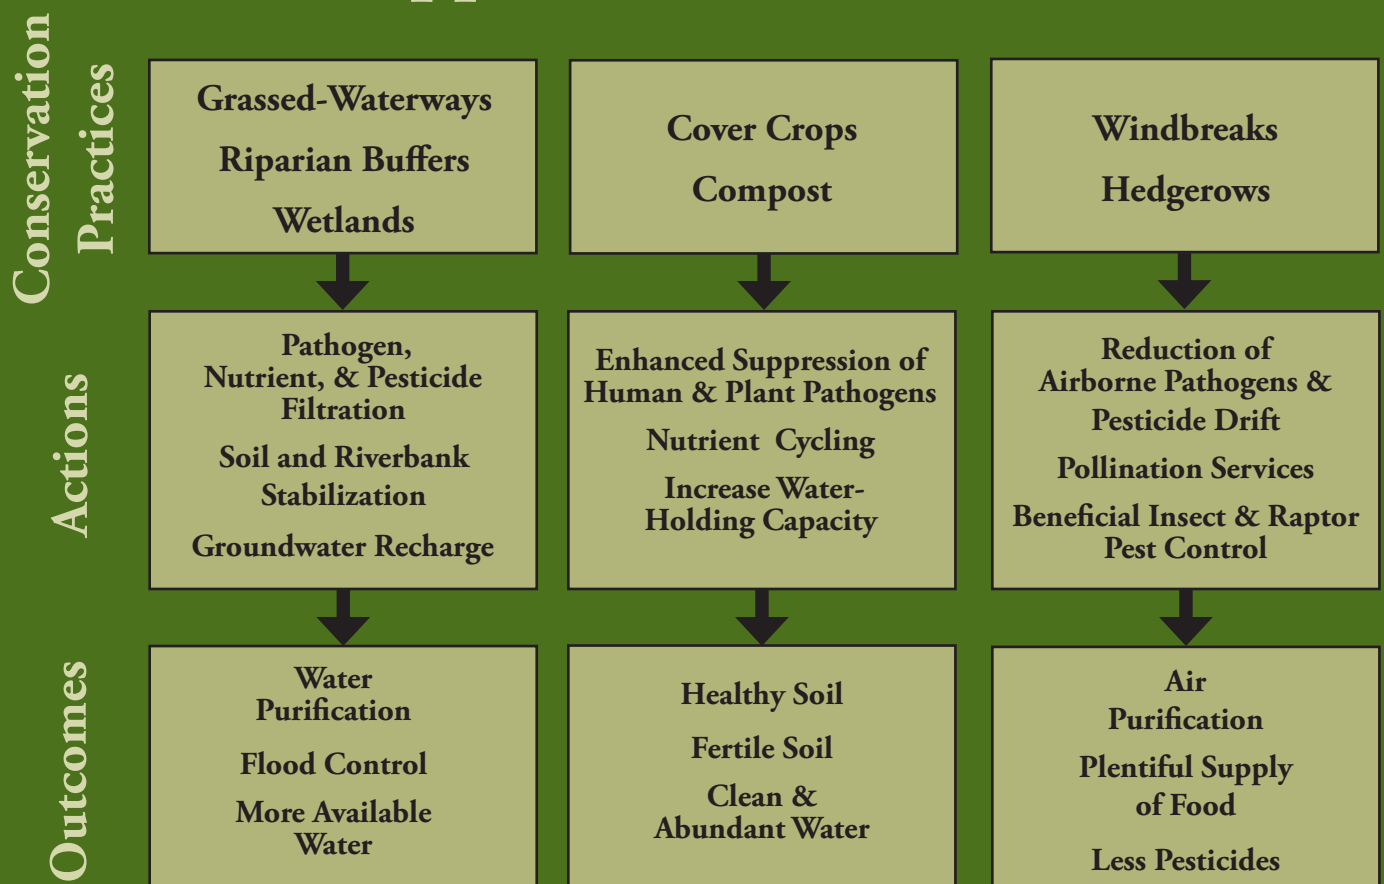 Conservation
Practices
Grassed-Waterways
Riparian Buffers
Wetlands
Cover Crops
Compost
Windbreaks
Hedgerows
Actions
Pathogen,
Nutrient, & Pesticide
Filtration
Soil and Riverbank
Stabilization
Groundwater Recharge
Enhanced Suppression of
Human & Plant Pathogens
Nutrient Cycling
Increase Water-
Holding Capacity
Reduction of
Airborne Pathogens &
Pesticide Drift
Pollination Services
Beneficial Insect & Raptor
Pest Control
Outcomes
Water
Purification
Flood Control
More Available
Water
Healthy Soil
Fertile Soil
Clean &
Abundant Water
Air
Purification
Plentiful Supply
of Food
Less Pesticides